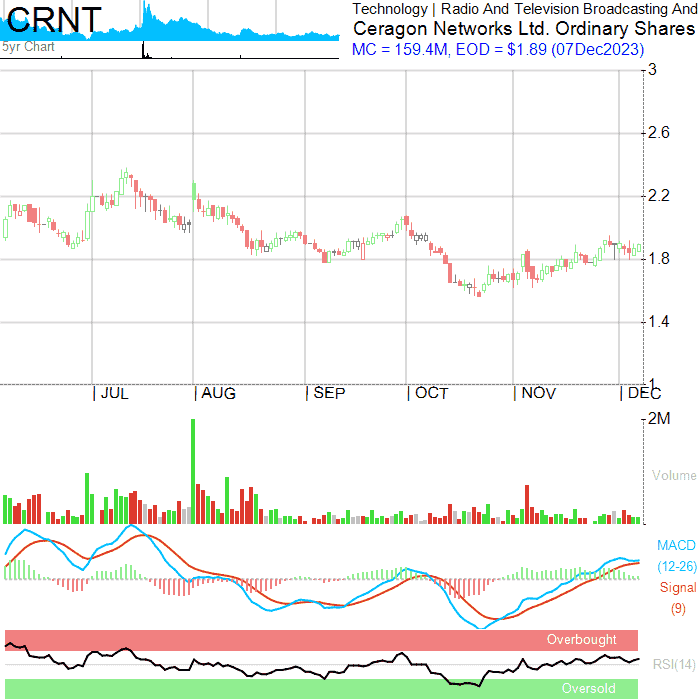 CRNT
5yr Chart
Technology | Radio And Television Broadcasting And
Ceragon Networks Ltd. Ordinary Shares
MC = 159.4M, EOD = $1.89 (07Dec2023)
3
2.6
2.2
1.8
1.4
1
JUL AUG SEP OCT NOV DEC
2M
Volume
MACD
(12-26)
Signal
(9)
Overbought
RSI(14)
Oversold